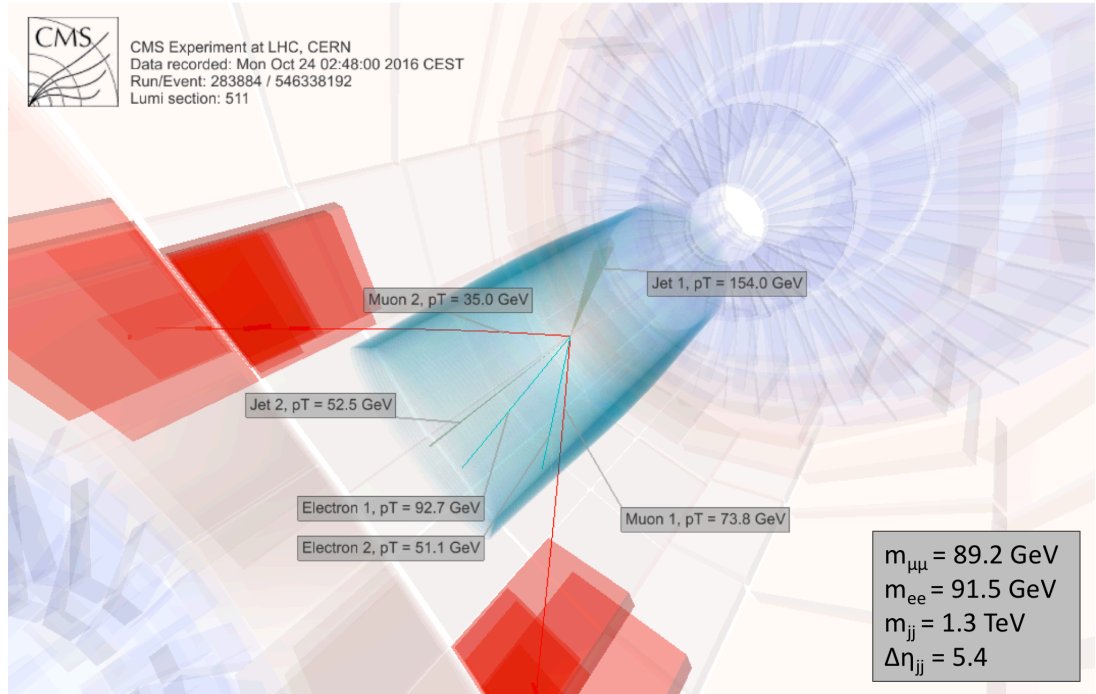 CMS
CMS Experiment at LHC, CERN
Data recorded: Mon Oct 24 02:48:00 2016 CEST
Run/Event: 283884 / 546338192
Lumi section: 511
Jet 1, pT = 154.0 GeV
Muon 2, pT = 35.0 GeV
Jet 2, pT = 52.5 GeV
Electron 1, pT = 92.7 GeV
Muon 1, pT = 73.8 GeV
Electron 2, pT = 51.1 GeV
mμμ = 89.2 GeV
mee = 91.5 GeV
mjj = 1.3 TeV
Δηjj = 5.4